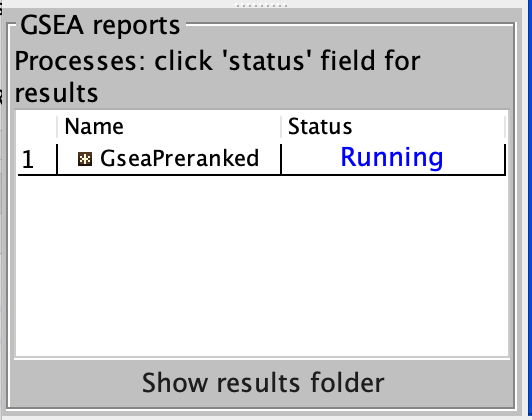 GSEA reports
Processes: click 'status' field for
results
Name Status
1 GseaPreranked Running
Show results folder